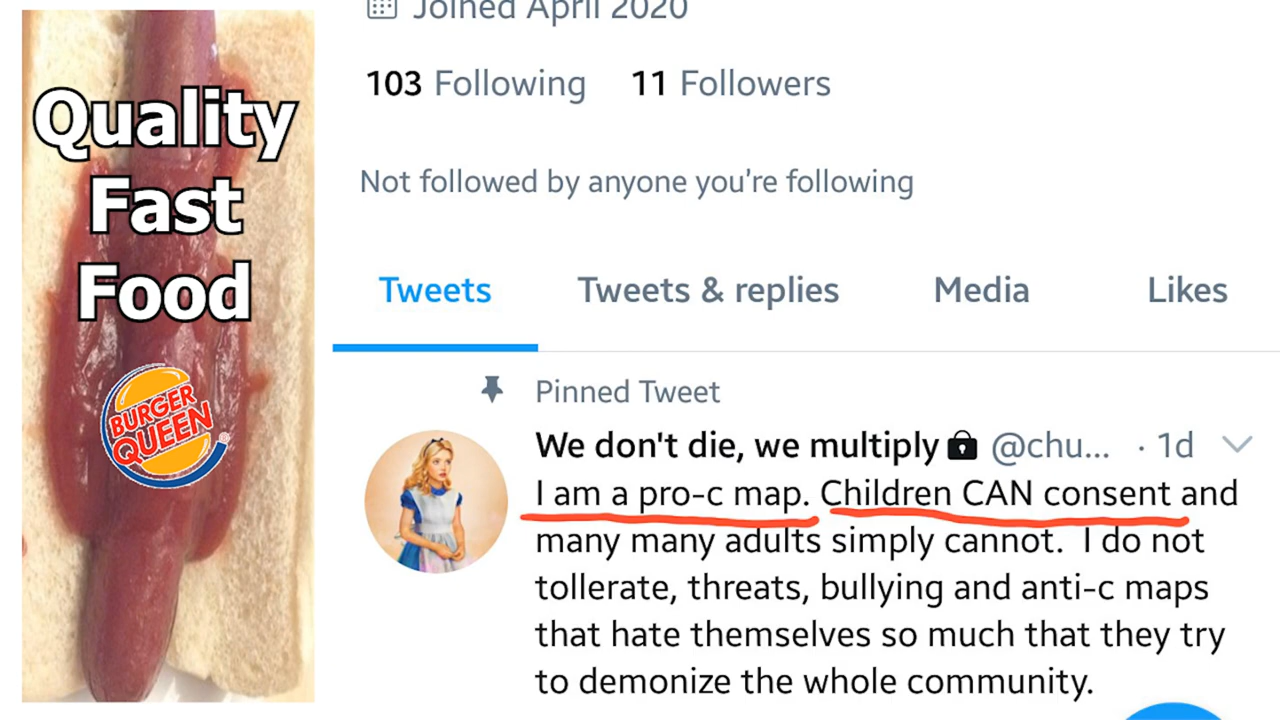 Quality
Fast
Food
BURGER
QUEEN
®
Joined April 2020
103 Following 11 Followers
Not followed by anyone you're following
Tweets Tweets & replies Media Likes
Pinned Tweet
We don't die, we multiply @chu... · 1d
I am a pro-c map. Children CAN consent and
many many adults simply cannot. I do not
tollerate, threats, bullying and anti-c maps
that hate themselves so much that they try
to demonize the whole community.